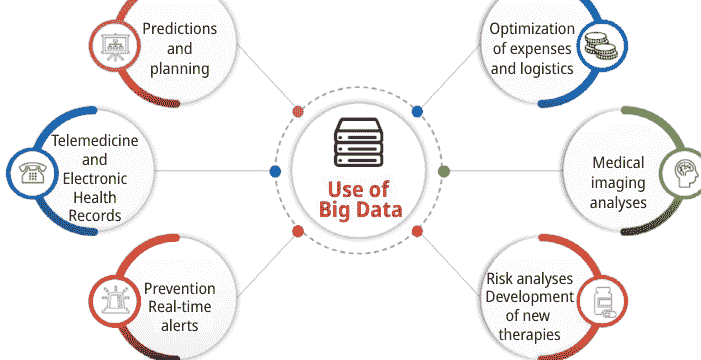 Predictions
and
planning
Optimization
of expenses
and logistics
Telemedicine
and
Electronic
Health
Records
Use of
Big Data
Medical
imaging
analyses
Prevention
Real-time
alerts
Risk analyses
Development
of new
therapies